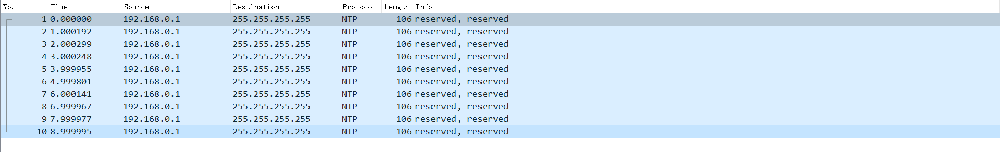 No. Time Source Destination Protocol Length Info
1 0.000000 192.168.0.1 255.255.255.255 NTP 106 reserved, reserved
2 1.000192 192.168.0.1 255.255.255.255 NTP 106 reserved, reserved
3 2.000299 192.168.0.1 255.255.255.255 NTP 106 reserved, reserved
4 3.000248 192.168.0.1 255.255.255.255 NTP 106 reserved, reserved
5 3.999955 192.168.0.1 255.255.255.255 NTP 106 reserved, reserved
6 4.999801 192.168.0.1 255.255.255.255 NTP 106 reserved, reserved
7 6.000141 192.168.0.1 255.255.255.255 NTP 106 reserved, reserved
8 6.999967 192.168.0.1 255.255.255.255 NTP 106 reserved, reserved
9 7.999977 192.168.0.1 255.255.255.255 NTP 106 reserved, reserved
10 8.999995 192.168.0.1 255.255.255.255 NTP 106 reserved, reserved